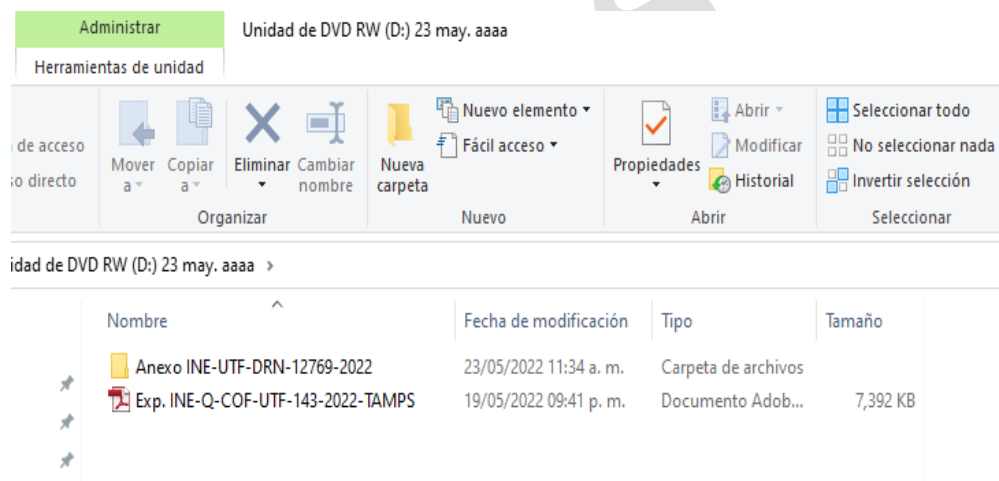 Administrar
Unidad de DVD RW (D:) 23 may. aaaa
Herramientas de unidad
de acceso
so directo
Mover a
Copiar a
Eliminar
Cambiar nombre
Organizar
Nueva carpeta
Nuevo elemento
Fácil acceso
Nuevo
Propiedades
Abrir
Modificar
Historial
Abrir
Seleccionar todo
No seleccionar nada
Invertir selección
Seleccionar
idad de DVD RW (D:) 23 may. aaaa >
Nombre Fecha de modificación Tipo Tamaño
Anexo INE-UTF-DRN-12769-2022 23/05/2022 11:34 a. m. Carpeta de archivos
Exp. INE-Q-COF-UTF-143-2022-TAMPS 19/05/2022 09:41 p. m. Documento Adob... 7,392 KB